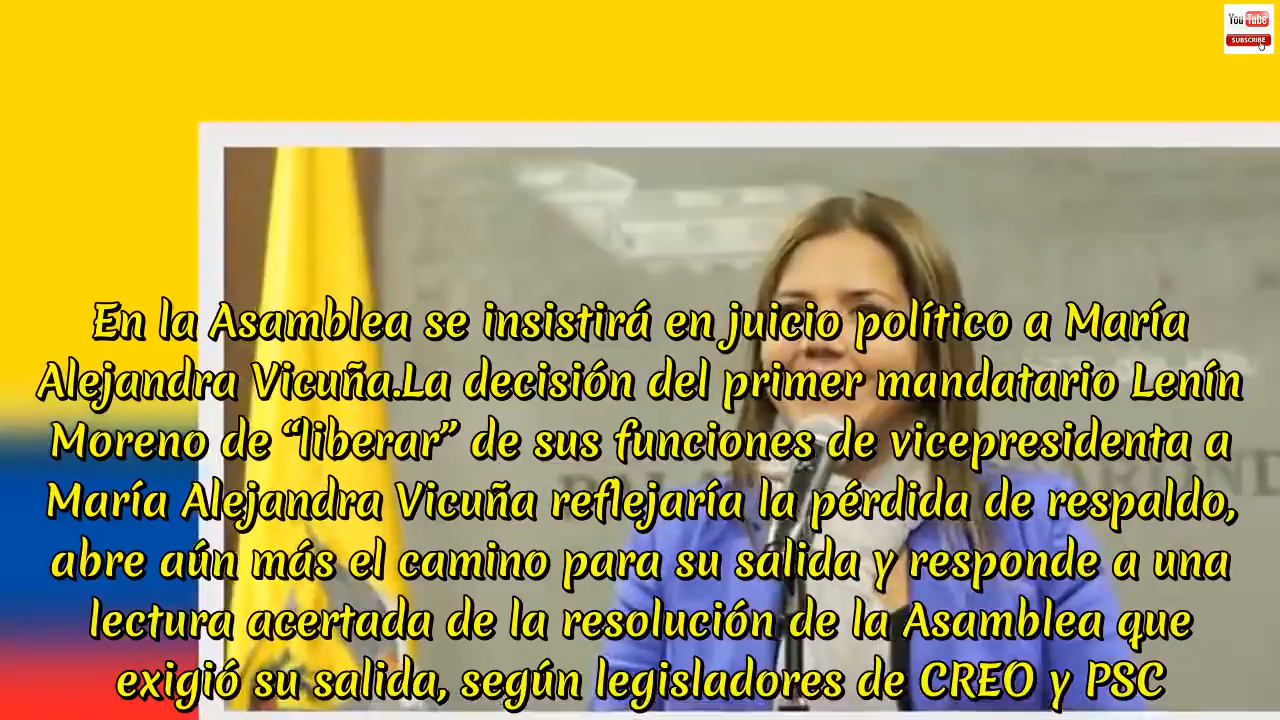 You Tube
SUBSCRIBE
En la Asamblea se insistirá en juicio político a María
Alejandra Vicuña.La decisión del primer mandatario Lenín
Moreno de “liberar” de sus funciones de vicepresidenta a
María Alejandra Vicuña reflejaría la pérdida de respaldo,
abre aún más el camino para su salida y responde a una
lectura acertada de la resolución de la Asamblea que
exigió su salida, según legisladores de CREO y PSC